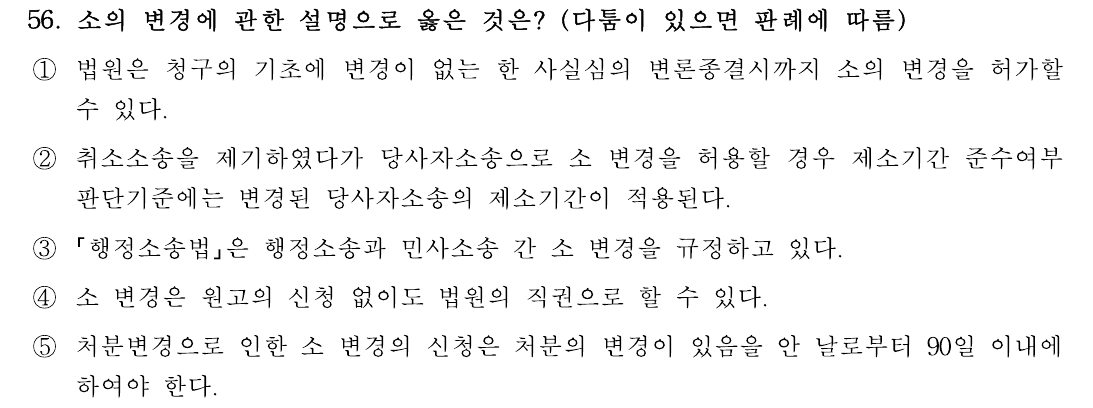 56. 소의 변경에 관한 설명으로 옳은 것은? (다툼이 있으면 판례에 따름)
① 법원은 청구의 기초에 변경이 없는 한 사실심의 변론종결시까지 소의 변경을 허가할
수 있다.
② 취소소송을 제기하였다가 당사자소송으로 소 변경을 허용할 경우 제소기간 준수여부
판단기준에는 변경된 당사자소송의 제소기간이 적용된다.
③ ｢행정소송법｣은 행정소송과 민사소송 간 소 변경을 규정하고 있다.
④ 소 변경은 원고의 신청 없이도 법원의 직권으로 할 수 있다.
⑤ 처분변경으로 인한 소 변경의 신청은 처분의 변경이 있음을 안 날로부터 90일 이내에
하여야 한다.